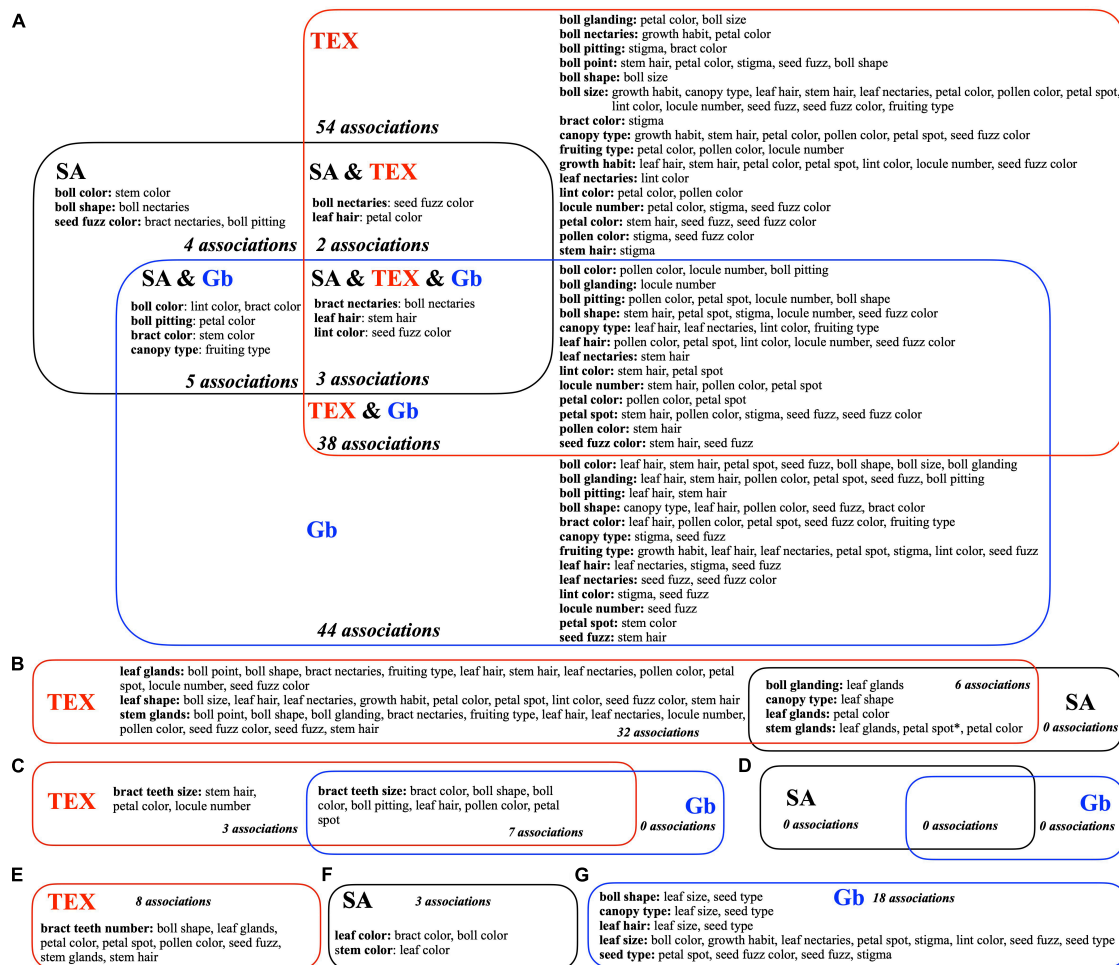 A
TEX
54 associations
boll glanding: petal color, boll size
boll nectaries: growth habit, petal color
boll pitting: stigma, bract color
boll point: stem hair, petal color, stigma, seed fuzz, boll shape
boll shape: boll size
boll size: growth habit, canopy type, leaf hair, stem hair, leaf nectaries, petal color, pollen color, petal spot,
lint color, locule number, seed fuzz, seed fuzz color, fruiting type
bract color: stigma
canopy type: growth habit, stem hair, petal color, pollen color, petal spot, seed fuzz color
fruiting type: petal color, pollen color, locule number
growth habit: leaf hair, stem hair, petal color, petal spot, lint color, locule number, seed fuzz color
leaf nectaries: lint color
lint color: petal color, pollen color
locule number: petal color, stigma, seed fuzz color
petal color: stem hair, seed fuzz, seed fuzz color
pollen color: stigma, seed fuzz color
stem hair: stigma
SA
boll color: stem color
boll shape: boll nectaries
seed fuzz color: bract nectaries, boll pitting
4 associations
SA & TEX
boll nectaries: seed fuzz color
leaf hair: petal color
2 associations
SA & Gb
boll color: lint color, bract color
boll pitting: petal color
bract color: stem color
canopy type: fruiting type
5 associations
SA & TEX & Gb
bract nectaries: boll nectaries
leaf hair: stem hair
lint color: seed fuzz color
3 associations
TEX & Gb
38 associations
boll color: pollen color, locule number, boll pitting
boll glanding: locule number
boll pitting: pollen color, petal spot, locule number, boll shape
boll shape: stem hair, petal spot, stigma, locule number, seed fuzz color
canopy type: leaf hair, leaf nectaries, lint color, fruiting type
leaf hair: pollen color, petal spot, lint color, locule number, seed fuzz color
leaf nectaries: stem hair
lint color: stem hair, petal spot
locule number: stem hair, pollen color, petal spot
petal color: pollen color, petal spot
petal spot: stem hair, pollen color, stigma, seed fuzz, seed fuzz color
pollen color: stem hair
seed fuzz color: stem hair, seed fuzz
Gb
44 associations
boll color: leaf hair, stem hair, petal spot, seed fuzz, boll shape, boll size, boll glanding
boll glanding: leaf hair, stem hair, pollen color, petal spot, seed fuzz, boll pitting
boll pitting: leaf hair, stem hair
boll shape: canopy type, leaf hair, pollen color, seed fuzz, bract color
bract color: leaf hair, pollen color, petal spot, seed fuzz color, fruiting type
canopy type: stigma, seed fuzz
fruiting type: growth habit, leaf hair, leaf nectaries, petal spot, stigma, lint color, seed fuzz
leaf hair: leaf nectaries, stigma, seed fuzz
leaf nectaries: seed fuzz, seed fuzz color
lint color: stigma, seed fuzz
locule number: seed fuzz
petal spot: stem color
seed fuzz: stem hair
B
TEX
leaf glands: boll point, boll shape, bract nectaries, fruiting type, leaf hair, stem hair, leaf nectaries, pollen color, petal
spot, locule number, seed fuzz color
leaf shape: boll size, leaf hair, leaf nectaries, growth habit, petal color, petal spot, lint color, seed fuzz color, stem hair
stem glands: boll point, boll shape, boll glanding, bract nectaries, fruiting type, leaf hair, leaf nectaries, locule number,
pollen color, seed fuzz color, seed fuzz, stem hair
32 associations
boll glanding: leaf glands
6 associations
canopy type: leaf shape
leaf glands: petal color
stem glands: leaf glands, petal spot*, petal color
SA
0 associations
C
TEX
bract teeth size: stem hair,
petal color, locule number
3 associations
bract teeth size: bract color, boll shape, boll
color, boll pitting, leaf hair, pollen color, petal
spot
7 associations
Gb
0 associations
D
SA
0 associations
0 associations
Gb
0 associations
E
TEX
8 associations
bract teeth number: boll shape, leaf glands,
petal color, petal spot, pollen color, seed fuzz,
stem glands, stem hair
F
SA
3 associations
leaf color: bract color, boll color
stem color: leaf color
G
Gb
18 associations
boll shape: leaf size, seed type
canopy type: leaf size, seed type
leaf hair: leaf size, seed type
leaf size: boll color, growth habit, leaf nectaries, petal spot, stigma, lint color, seed fuzz, seed type
seed type: petal spot, seed fuzz color, seed fuzz, stigma